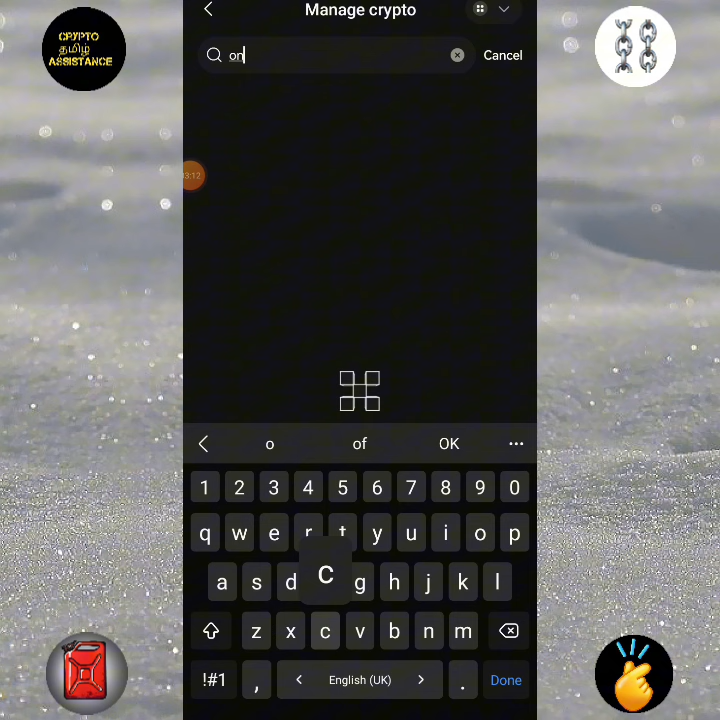 CRYPTO
தமிழ்
ASSISTANCE
Manage crypto
on
Cancel
03:12
o of OK
1 2 3 4 5 6 7 8 9 0
q w e r t y u i o p
a s d g h j k l
c
z x c v b n m
!#1 , < English (UK) > . Done